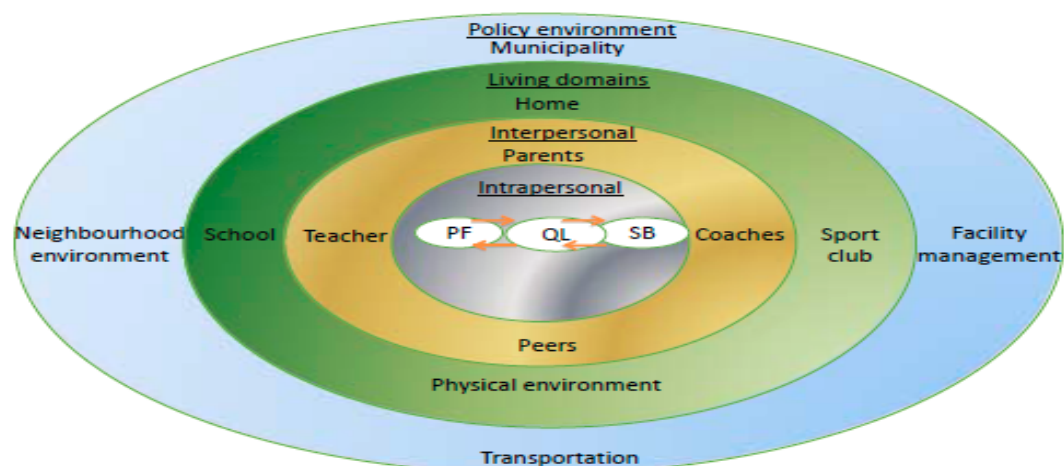 Policy environment
Municipality
Living domains
Home
Interpersonal
Parents
Intrapersonal
Neighbourhood
environment
School
Teacher
PF
QL
SB
Coaches
Sport
club
Facility
management
Peers
Physical environment
Transportation